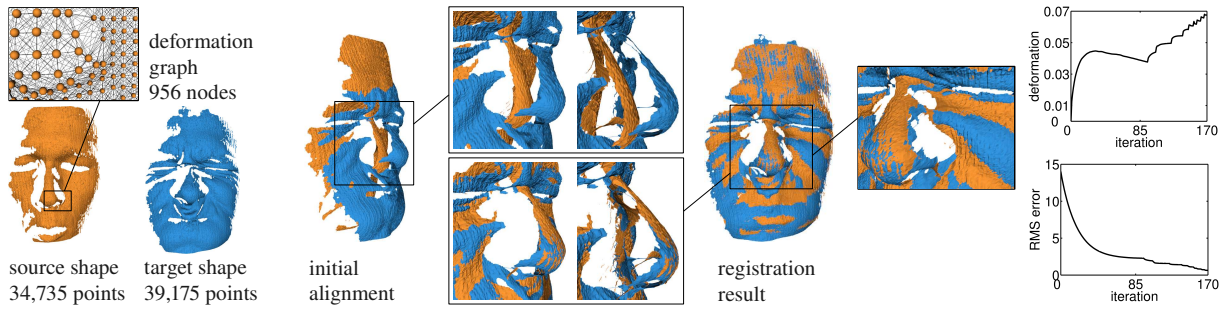 deformation
graph
956 nodes
source shape
34,735 points
target shape
39,175 points
initial
alignment
registration
result
0.07
0.05
0.03
0.01
0
deformation
0
85
170
iteration
15
10
5
0
RMS error
0
85
170
iteration